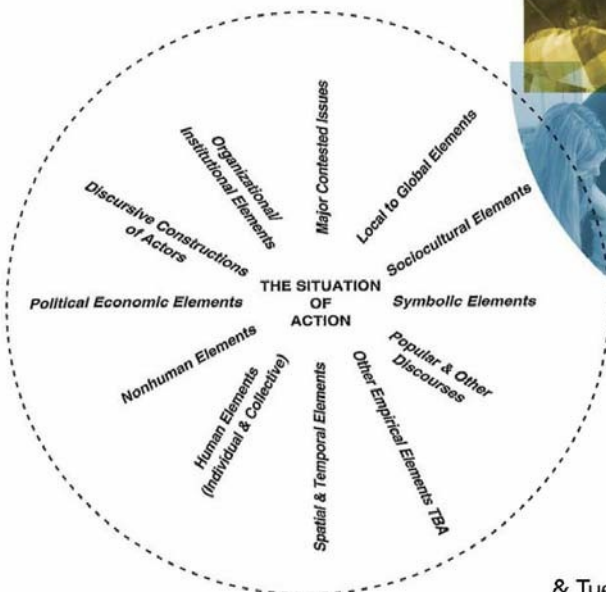 Major Contested Issues
Local to Global Elements
Sociocultural Elements
Symbolic Elements
Popular & Other
Discourses
Other Empirical Elements TBA
Spatial & Temporal Elements
Human Elements
(Individual & Collective)
Nonhuman Elements
Political Economic Elements
Discursive Constructions
of Actors
Organizational/
Institutional Elements
THE SITUATION
OF
ACTION
& Tue